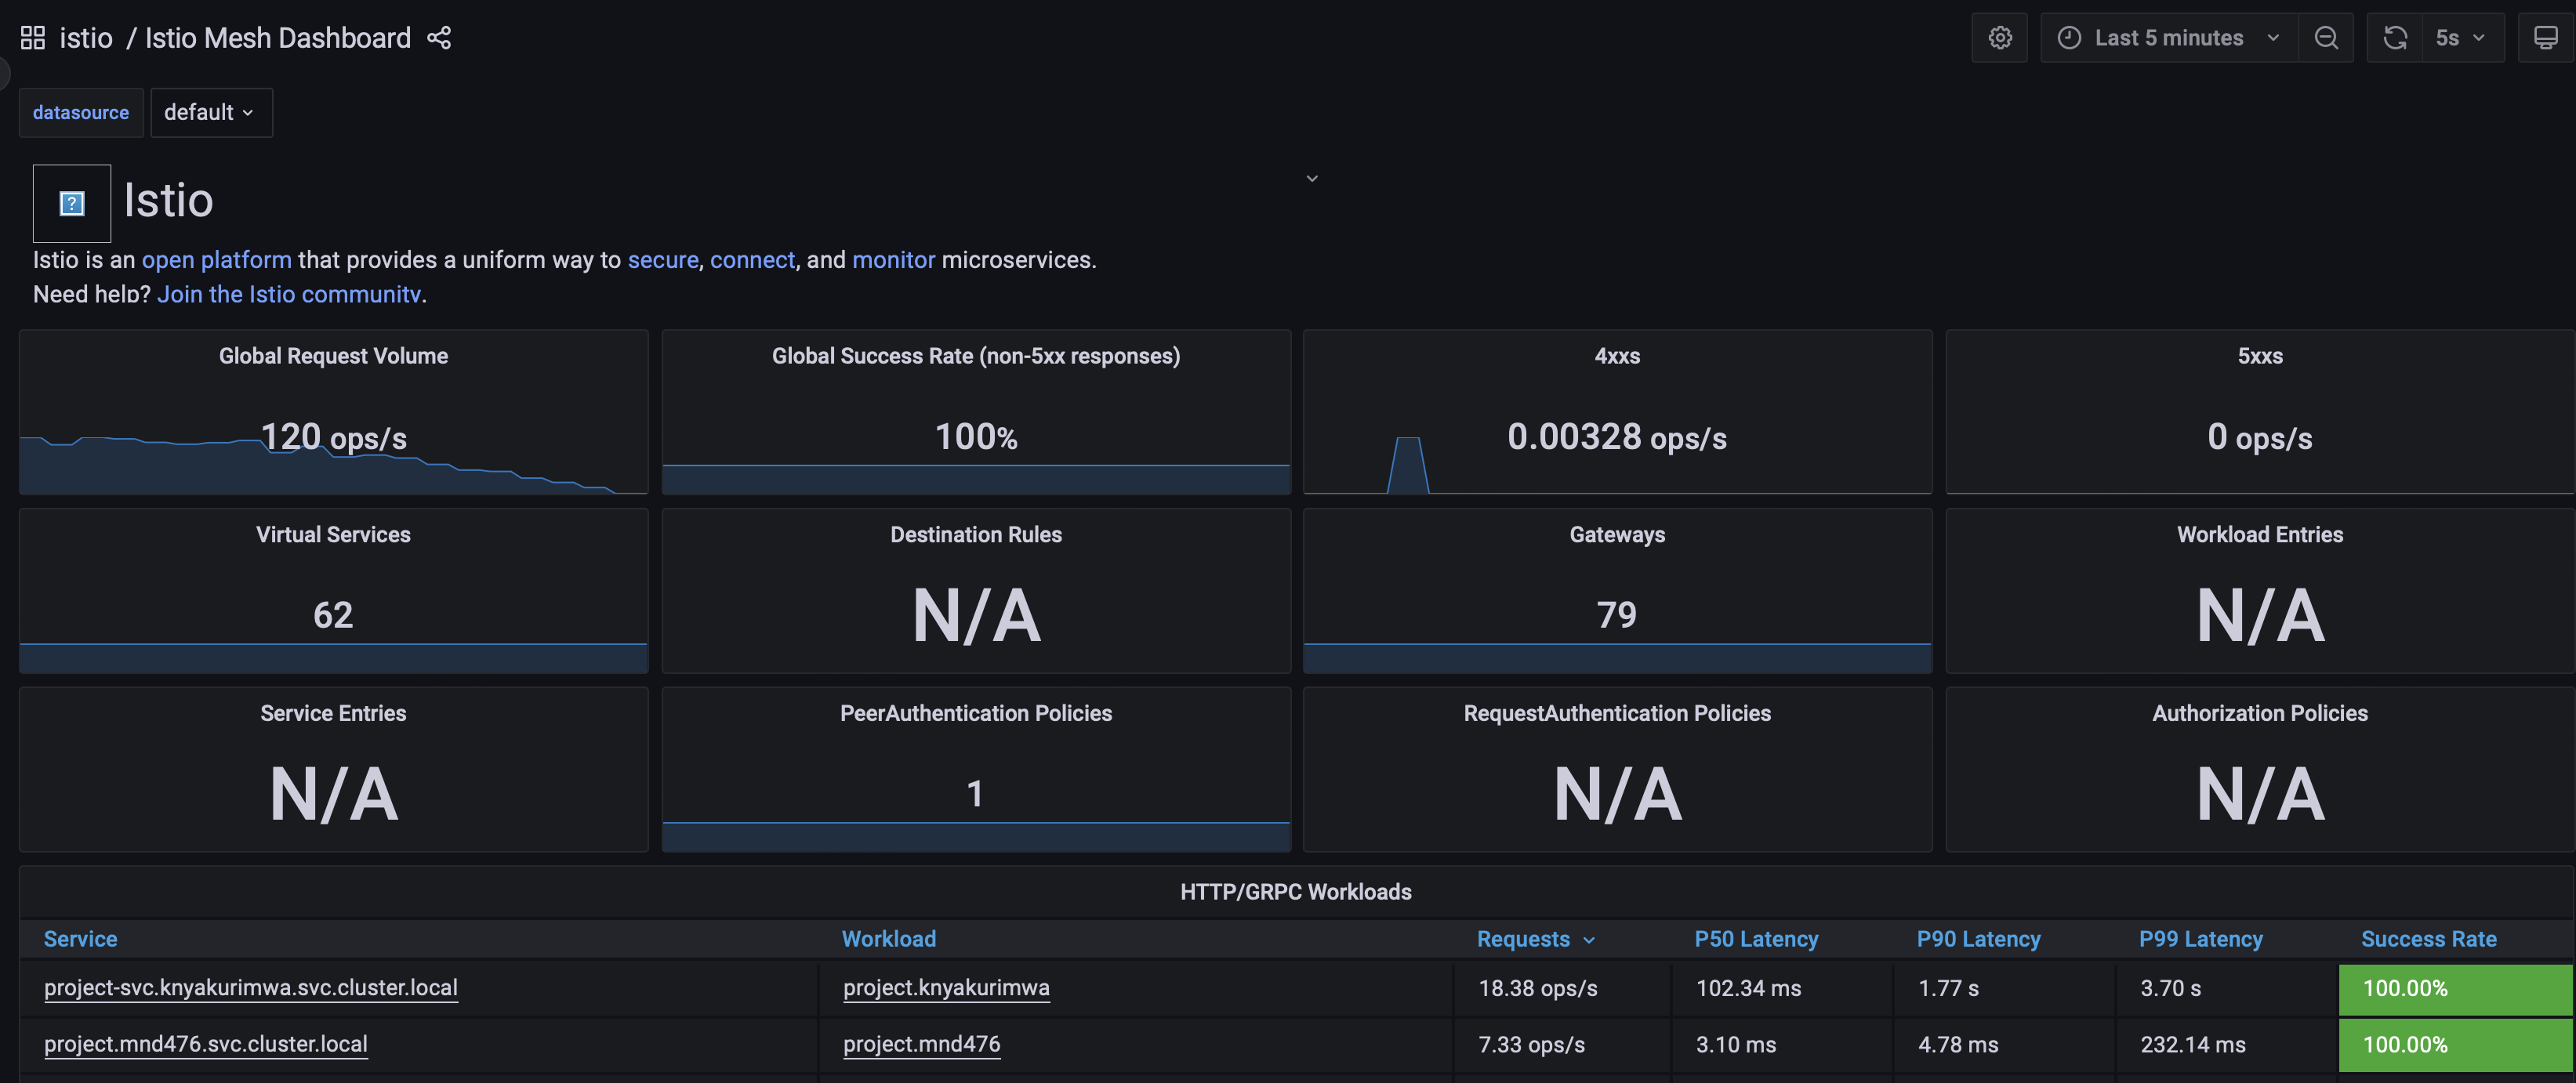 istio / Istio Mesh Dashboard
Last 5 minutes
5s
datasource
default
Istio
Istio is an open platform that provides a uniform way to secure, connect, and monitor microservices.
Need help? Join the Istio community.
Global Request Volume
120 ops/s
Global Success Rate (non-5xx responses)
100%
4xxs
0.00328 ops/s
5xxs
0 ops/s
Virtual Services
62
Destination Rules
N/A
Gateways
79
Workload Entries
N/A
Service Entries
N/A
PeerAuthentication Policies
1
RequestAuthentication Policies
N/A
Authorization Policies
N/A
HTTP/GRPC Workloads
Service Workload Requests P50 Latency P90 Latency P99 Latency Success Rate
project-svc.knyakurimwa.svc.cluster.local project.knyakurimwa 18.38 ops/s 102.34 ms 1.77 s 3.70 s 100.00%
project.mnd476.svc.cluster.local project.mnd476 7.33 ops/s 3.10 ms 4.78 ms 232.14 ms 100.00%